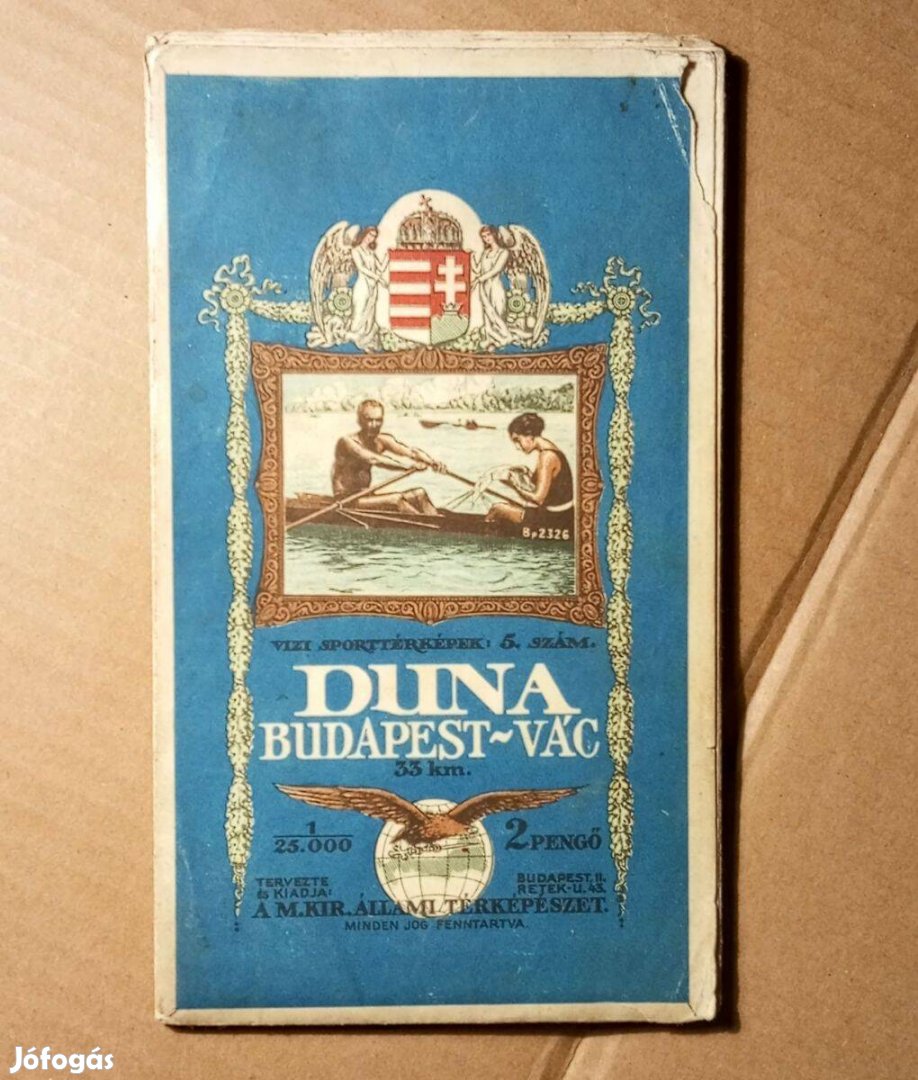 Bp 2326
VIZI SPORTTÉRKÉPEK: 5. SZÁM.
DUNA
BUDAPEST~VÁC
33 km.
1
25.000
2 PENGŐ
TERVEZTE
és KIADJA:
BUDAPEST, II.
RETEK-U. 43.
A M. KIR. ÁLLAMI TÉRKÉPÉSZET.
MINDEN JOG FENNTARTVA.
Jófogás